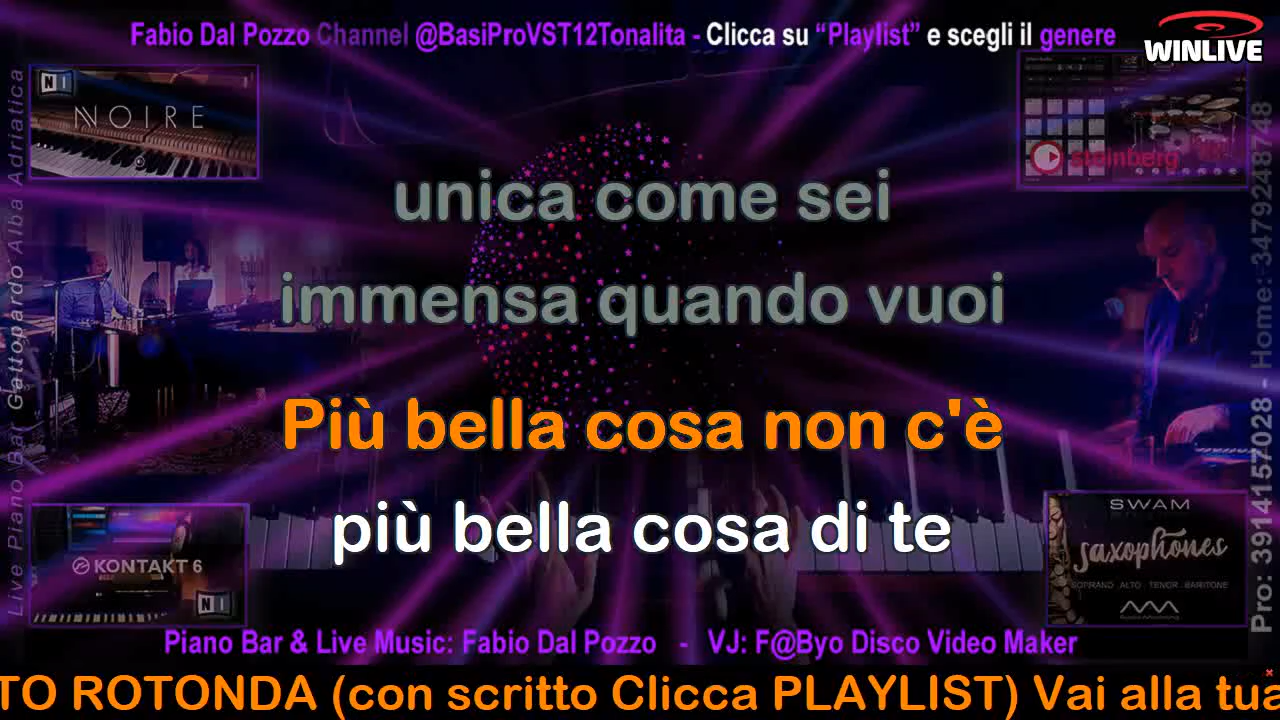 Fabio Dal Pozzo Channel @BasiProVST12Tonalita - Clicca su “Playlist” e scegli il genere
WINLIVE
NOIRE
steinberg
Live Piano Bar Gattopardo Alba Adriatica
unica come sei
immensa quando vuoi
Più bella cosa non c'è
più bella cosa di te
Pro: 3914157028 - Home: 3479248748
KONTAKT 6
SWAM
saxophones
SOPRANO . ALTO . TENOR . BARITONE
Piano Bar & Live Music: Fabio Dal Pozzo - VJ: F@Byo Disco Video Maker
TO ROTONDA (con scritto Clicca PLAYLIST) Vai alla tua